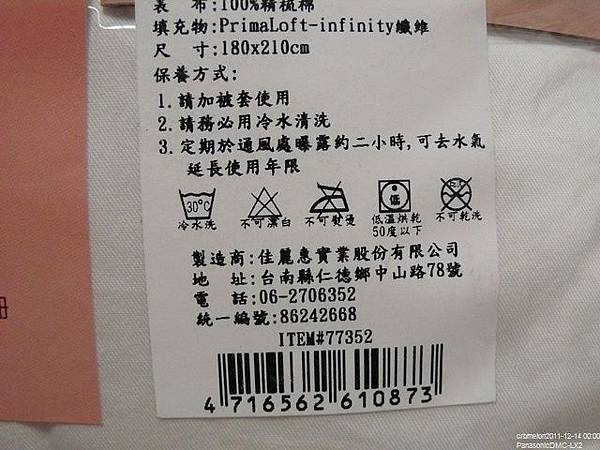 表　布:100%精梳棉
填充物:PrimaLoft-infinity纖維
尺　寸:180x210cm
保養方式:
1.請加被套使用
2.請務必用冷水清洗
3.定期於通風處曝露約二小時,可去水氣
延長使用年限
30°C
低
冷水洗 不可漂白 不可熨燙 低溫烘乾 不可乾洗
50度以下
製造商:佳麗惠實業股份有限公司
地　址:台南縣仁德鄉中山路78號
電　話:06-2706352
統一編號:86242668
ITEM#77352
4 716562 610873
crbmelon2011-12-14 00:00
PanasonicDMC-LX2